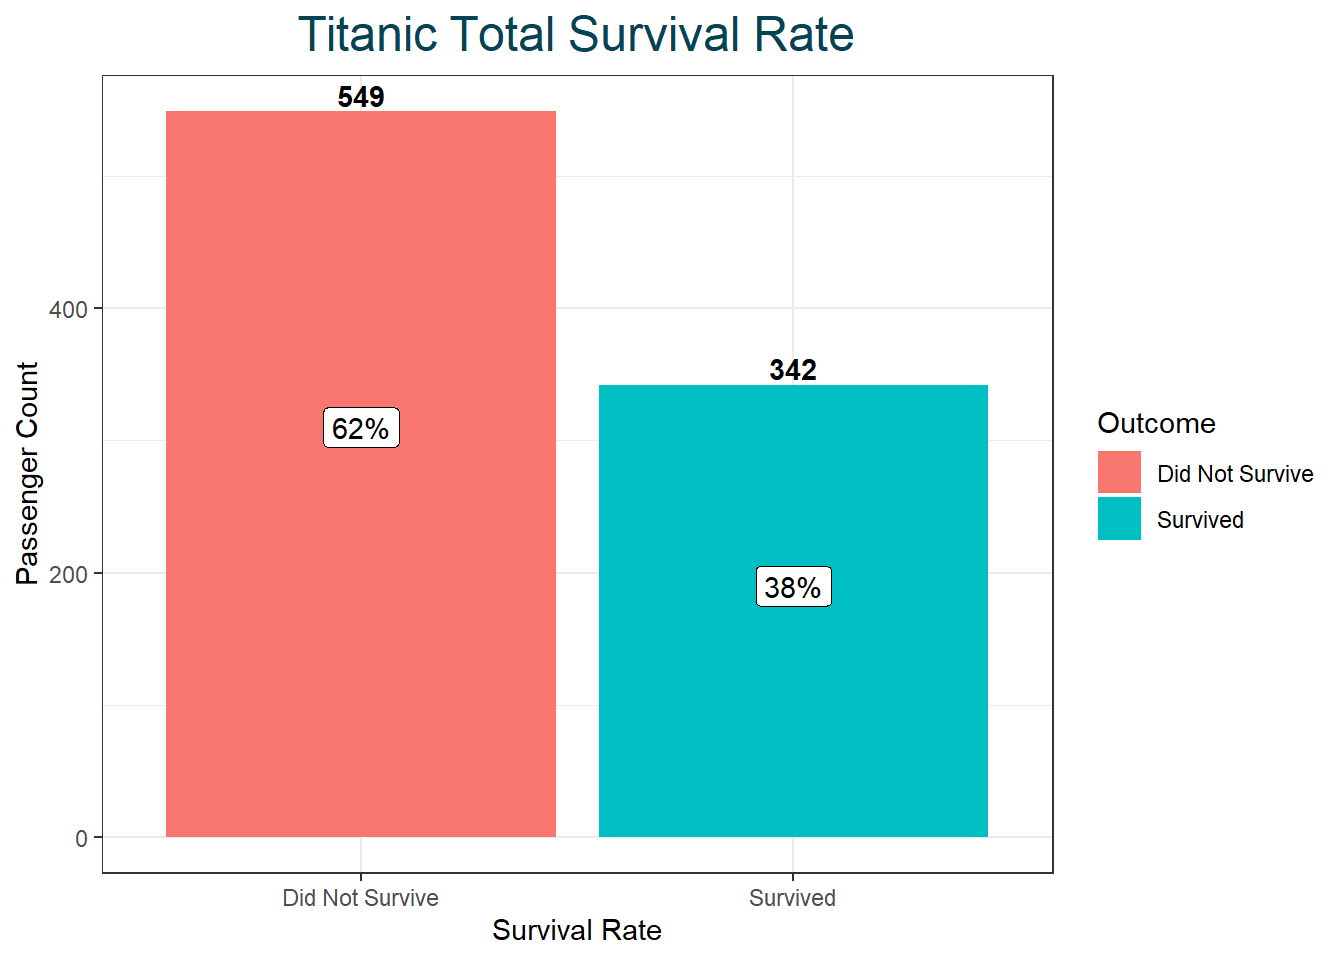 Titanic Total Survival Rate
549
342
62%
38%
400
200
0
Passenger Count
Did Not Survive
Survived
Survival Rate
Outcome
Did Not Survive
Survived